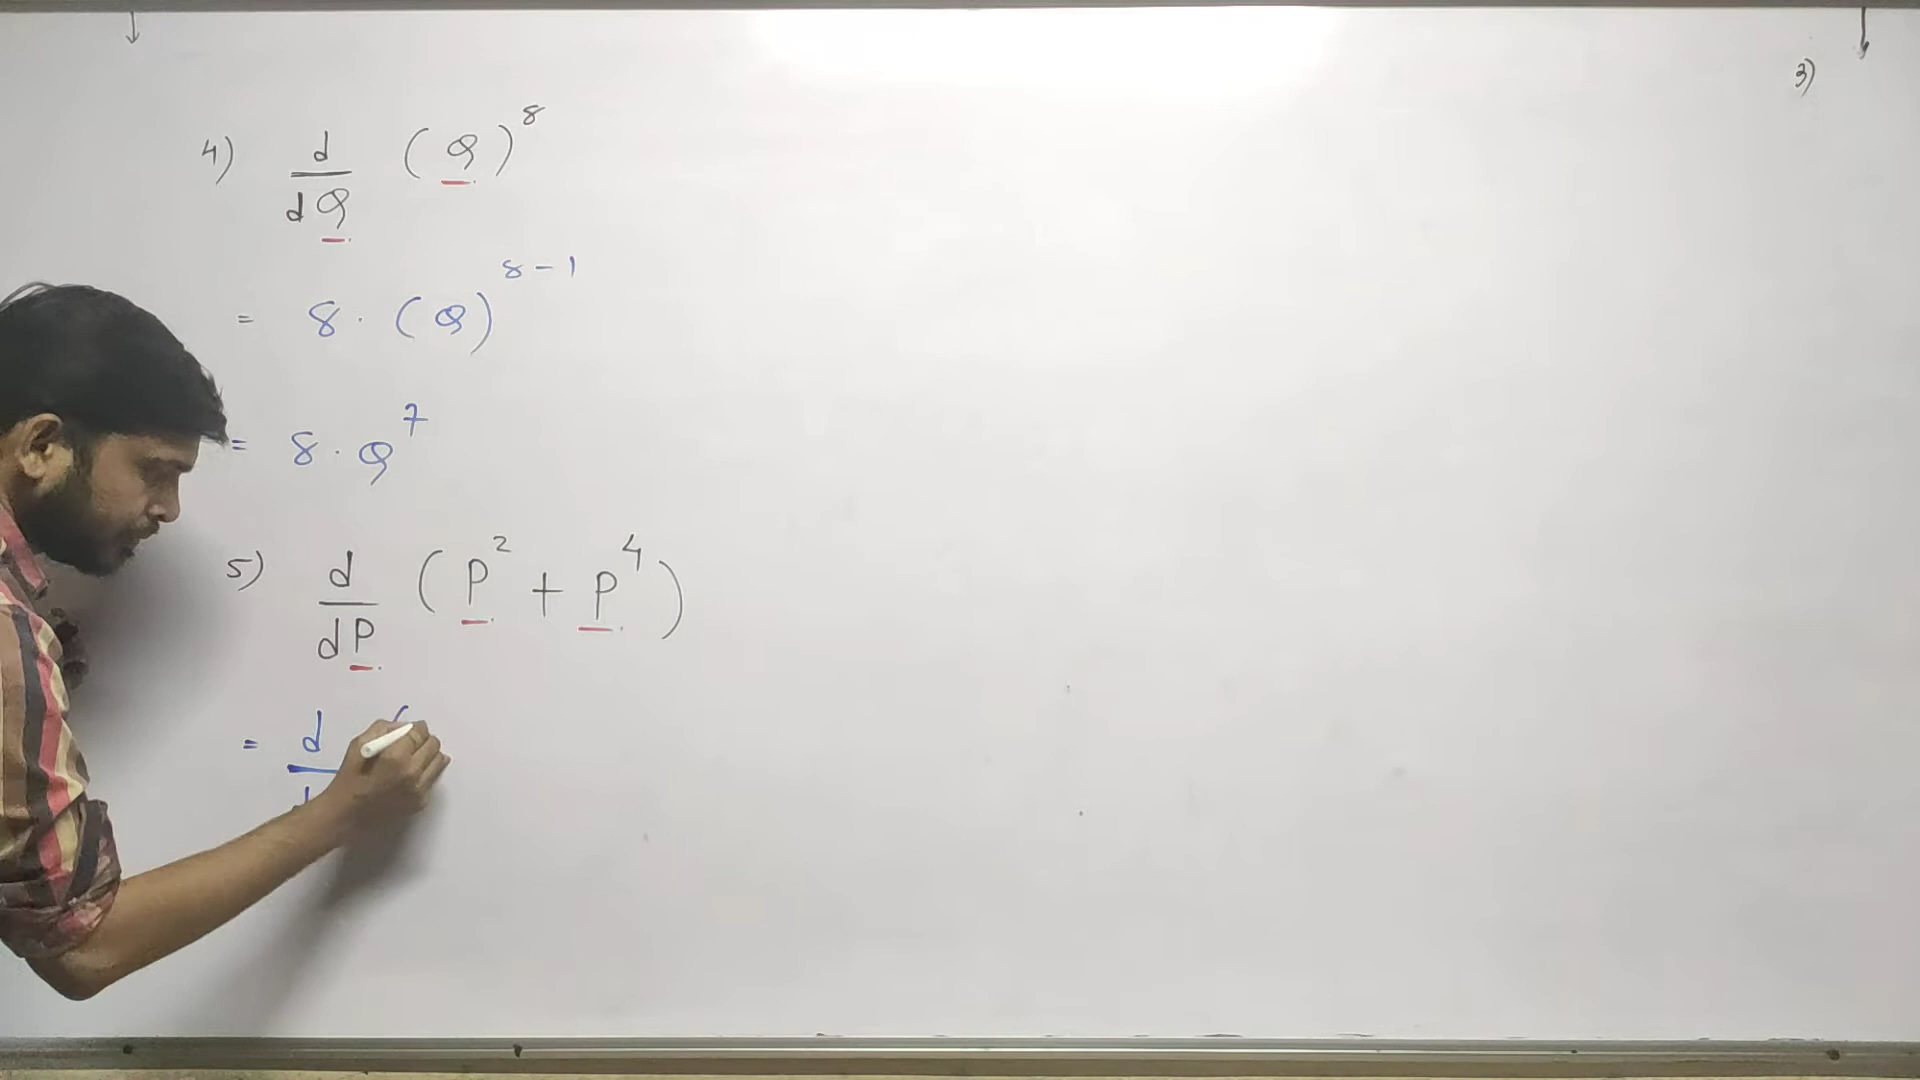 3)
4) d/dQ (Q)^8
= 8 · (Q)^{8-1}
= 8 · Q^7
5) d/dP (P^2 + P^4)
= d (